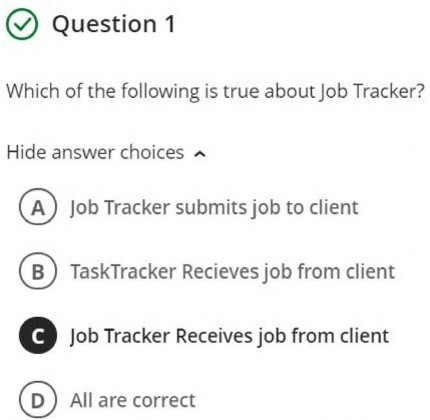 Question 1
Which of the following is true about Job Tracker?
Hide answer choices
A Job Tracker submits job to client
B TaskTracker Recieves job from client
C Job Tracker Receives job from client
D All are correct